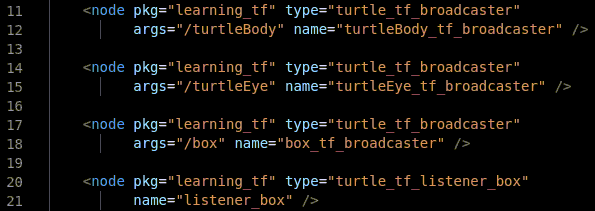 11 <node pkg="learning_tf" type="turtle_tf_broadcaster"
12 args="/turtleBody" name="turtleBody_tf_broadcaster" />
13
14 <node pkg="learning_tf" type="turtle_tf_broadcaster"
15 args="/turtleEye" name="turtleEye_tf_broadcaster" />
16
17 <node pkg="learning_tf" type="turtle_tf_broadcaster"
18 args="/box" name="box_tf_broadcaster" />
19
20 <node pkg="learning_tf" type="turtle_tf_listener_box"
21 name="listener_box" />